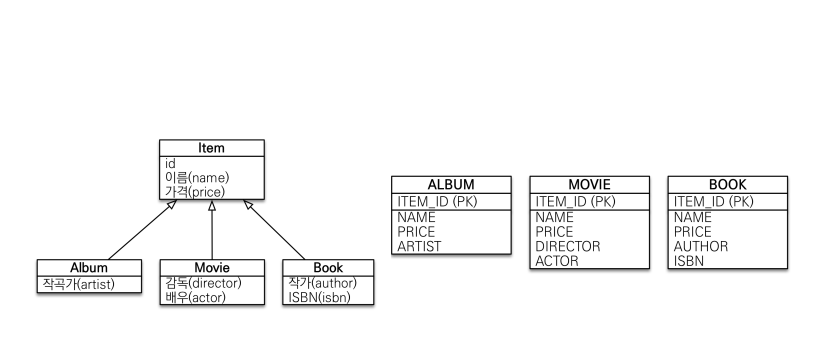 Item
id
이름(name)
가격(price)
Album
작곡가(artist)
Movie
감독(director)
배우(actor)
Book
작가(author)
ISBN(isbn)
ALBUM
ITEM_ID (PK)
NAME
PRICE
ARTIST
MOVIE
ITEM_ID (PK)
NAME
PRICE
DIRECTOR
ACTOR
BOOK
ITEM_ID (PK)
NAME
PRICE
AUTHOR
ISBN